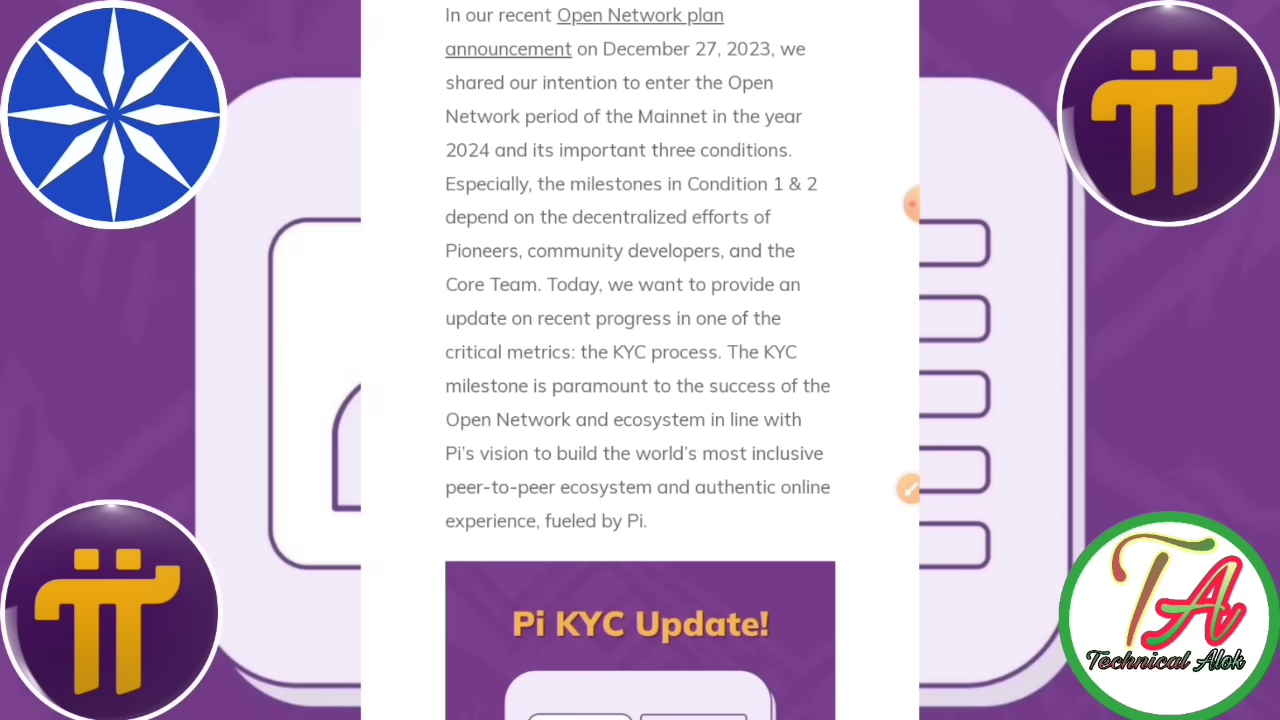 In our recent Open Network plan
announcement on December 27, 2023, we
shared our intention to enter the Open
Network period of the Mainnet in the year
2024 and its important three conditions.
Especially, the milestones in Condition 1 & 2
depend on the decentralized efforts of
Pioneers, community developers, and the
Core Team. Today, we want to provide an
update on recent progress in one of the
critical metrics: the KYC process. The KYC
milestone is paramount to the success of the
Open Network and ecosystem in line with
Pi’s vision to build the world’s most inclusive
peer-to-peer ecosystem and authentic online
experience, fueled by Pi.
Pi KYC Update!
TA
Technical Alok